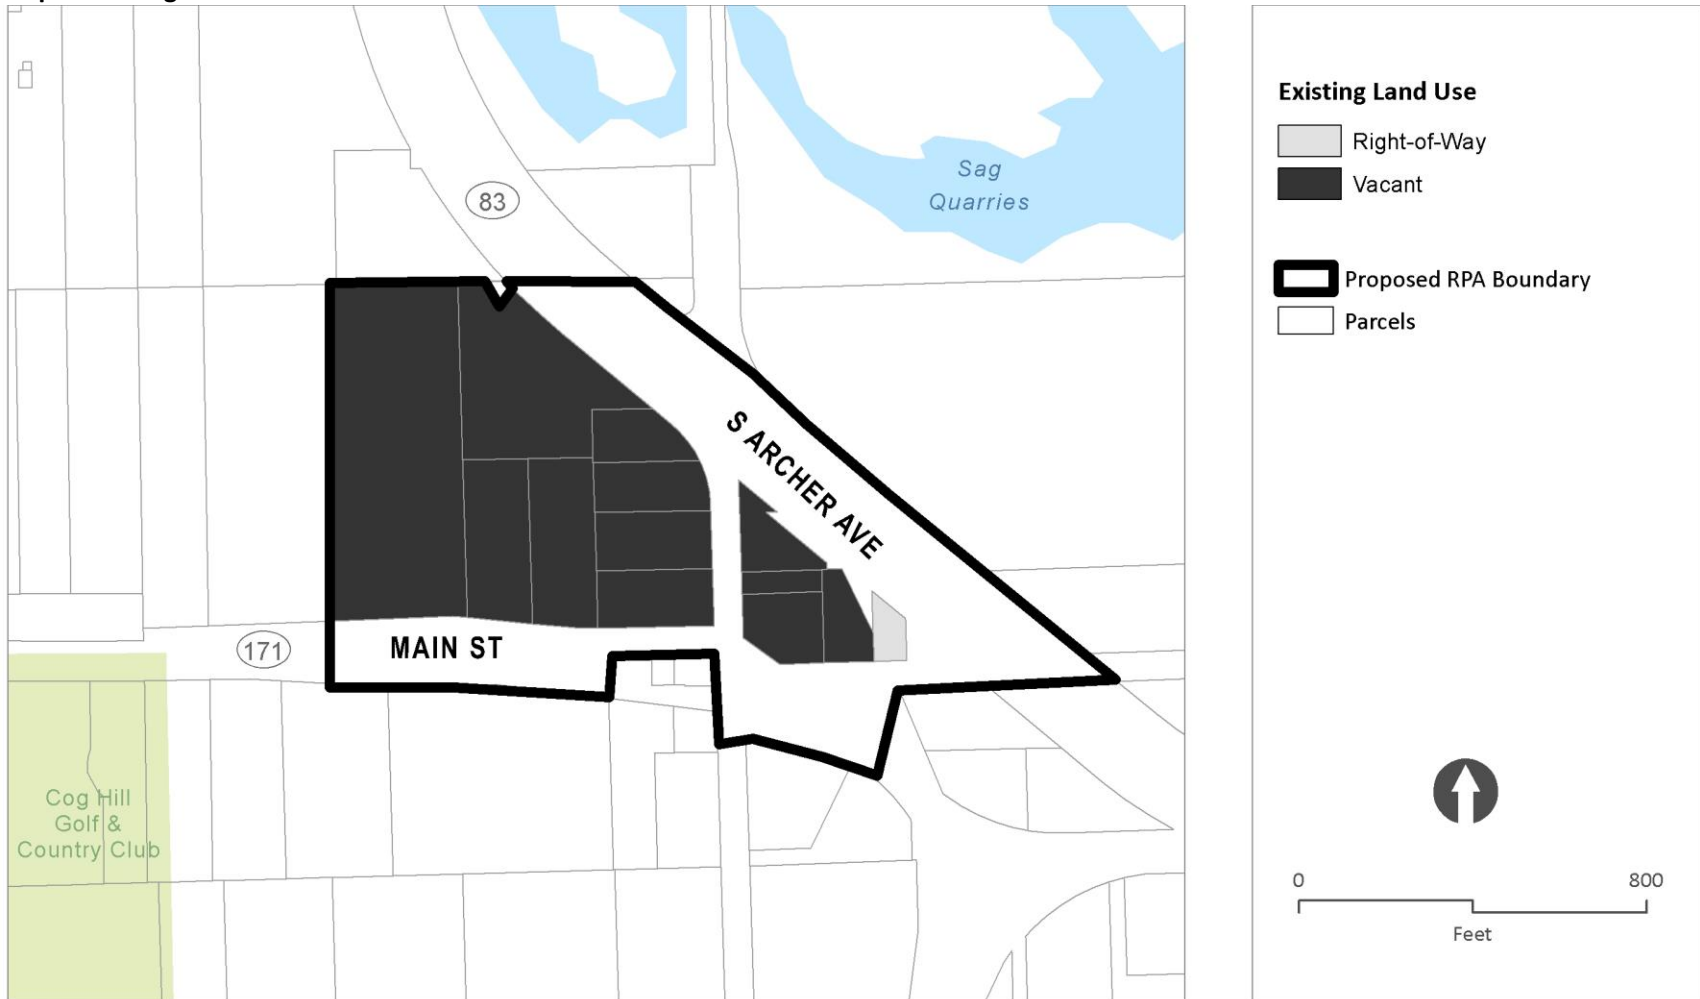 83
Sag
Quarries
S ARCHER AVE
MAIN ST
171
Cog Hill
Golf &
Country Club
Existing Land Use
Right-of-Way
Vacant
Proposed RPA Boundary
Parcels
0 800
Feet